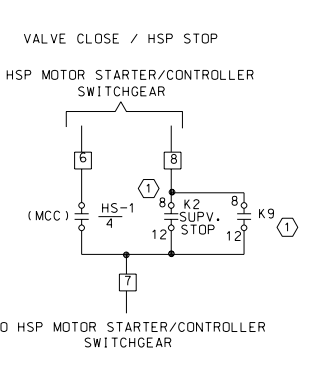 VALVE CLOSE / HSP STOP
HSP MOTOR STARTER/CONTROLLER
SWITCHGEAR
6
8
1
8
K2
8
(MCC)
HS-1
4
SUPV.
STOP
K9
1
12
12
7
O HSP MOTOR STARTER/CONTROLLER
SWITCHGEAR